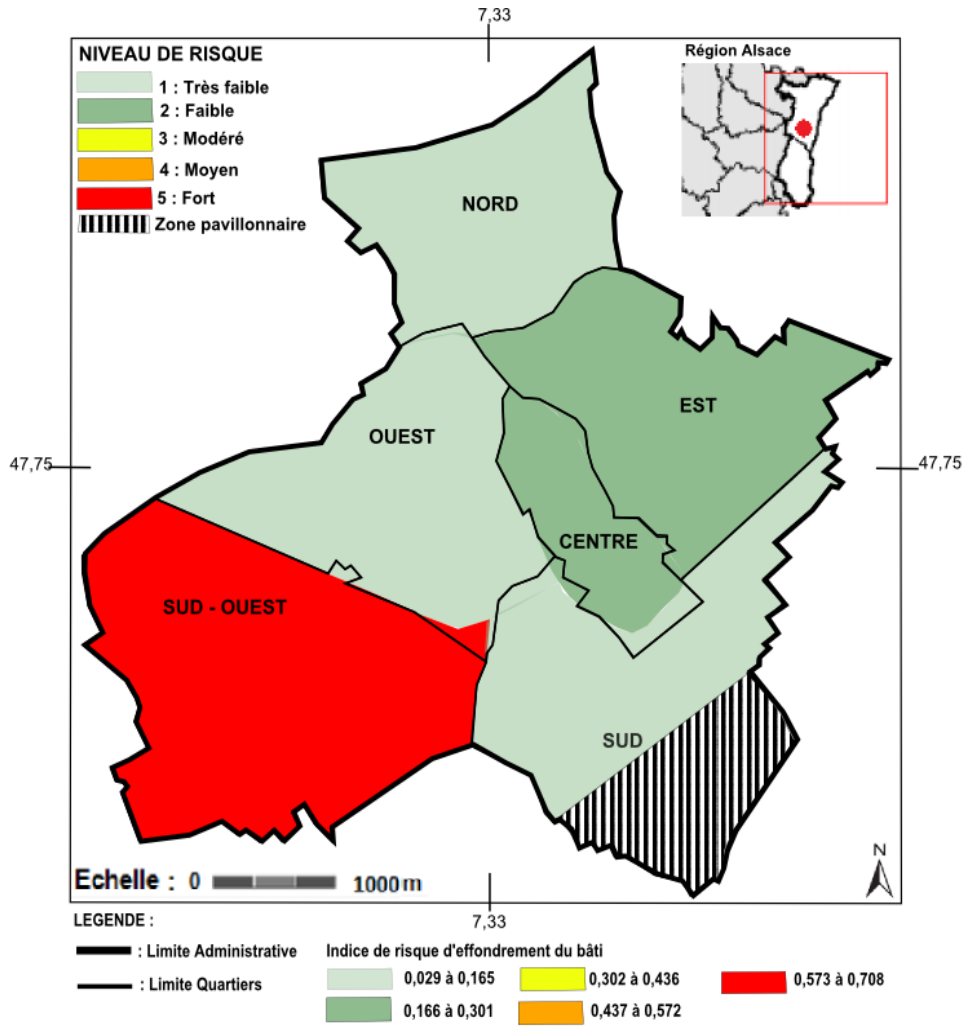 7,33
NIVEAU DE RISQUE
1 : Très faible
2 : Faible
3 : Modéré
4 : Moyen
5 : Fort
Zone pavillonnaire
Région Alsace
NORD
EST
OUEST
47,75
47,75
CENTRE
SUD - OUEST
SUD
N
Echelle : 0 1000 m
7,33
LEGENDE :
: Limite Administrative
: Limite Quartiers
Indice de risque d'effondrement du bâti
0,029 à 0,165
0,302 à 0,436
0,573 à 0,708
0,166 à 0,301
0,437 à 0,572